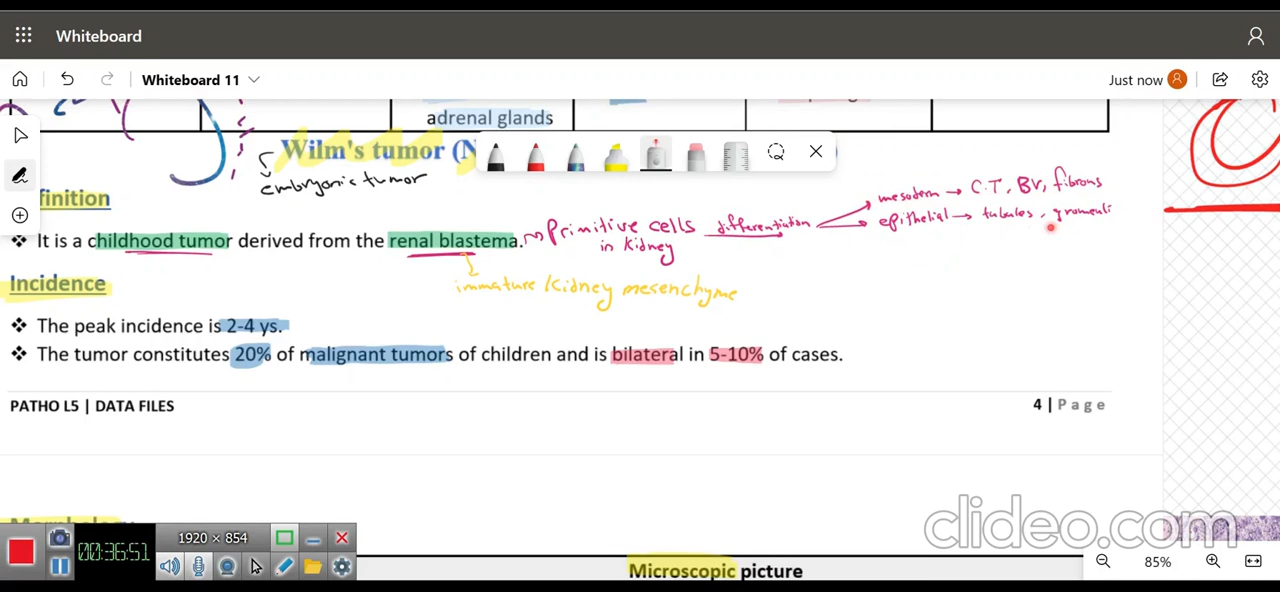 Whiteboard
Whiteboard 11
Just now
adrenal glands
Wilm's tumor (N
embryonic tumor
mesoderm → C.T, BV, fibrous
finition
epithelial → tubules,
❖ It is a childhood tumor derived from the renal blastema. Primitive cells differentiation
in kidney
Incidence
immature kidney mesenchyme
❖ The peak incidence is 2-4 ys.
❖ The tumor constitutes 20% of malignant tumors of children and is bilateral in 5-10% of cases.
PATHO L5 | DATA FILES
4 | Page
clideo.com
1920 × 854
00:36:51
85%
Microscopic picture